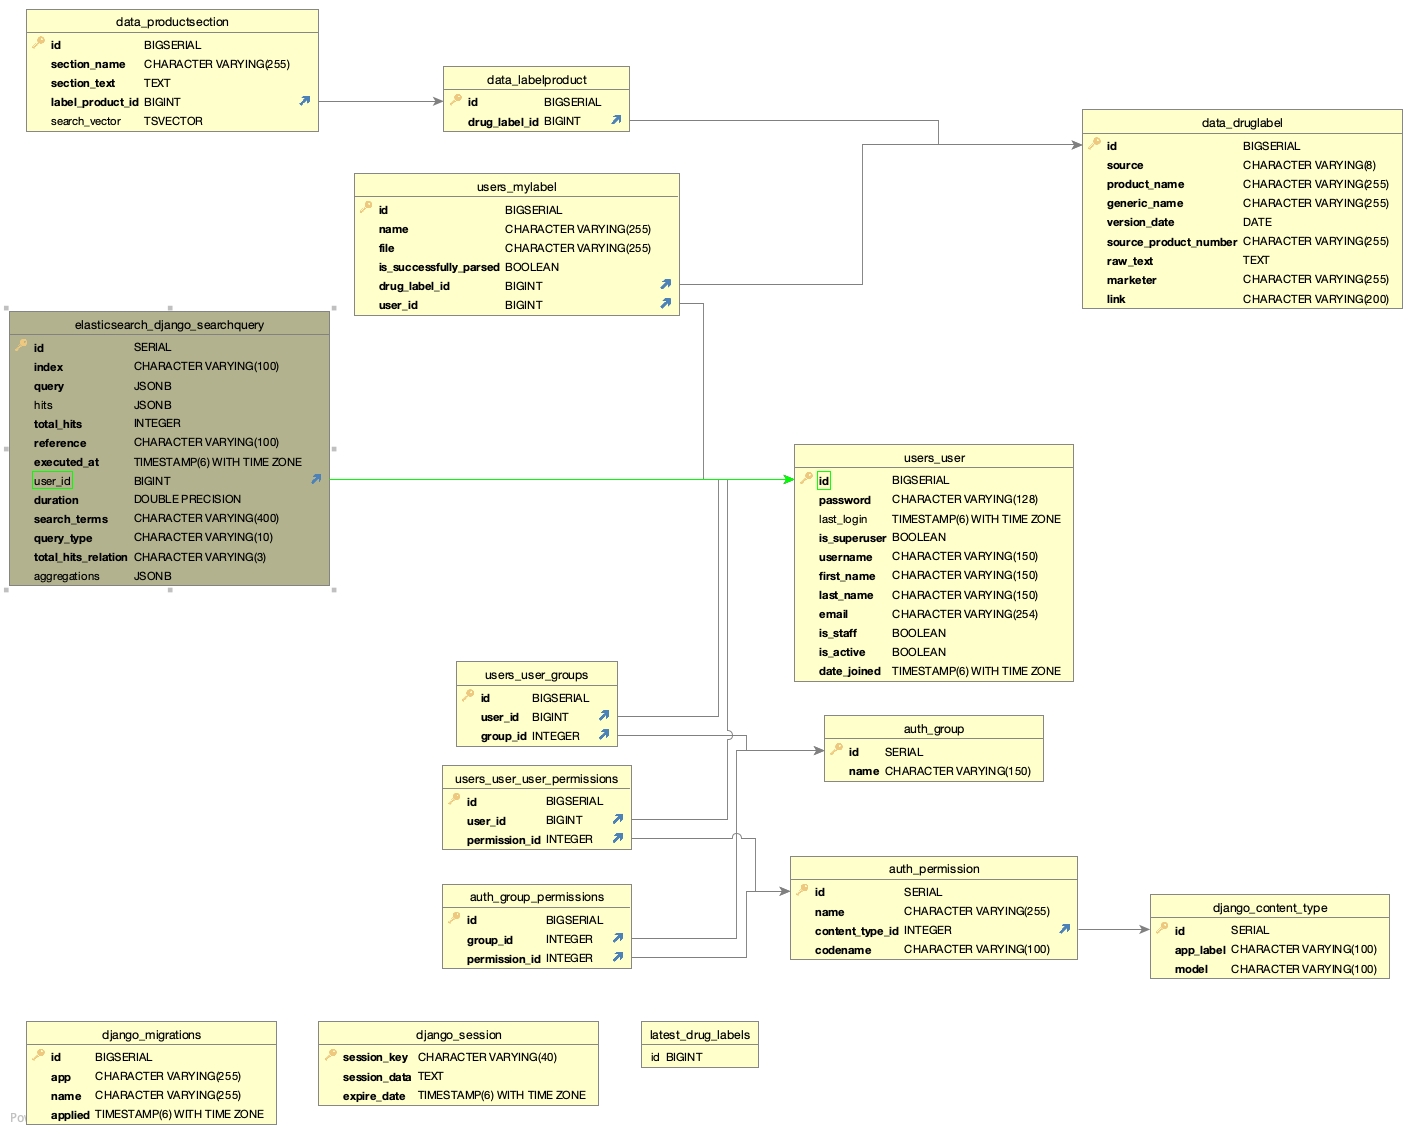 data_productsection
id BIGSERIAL
section_name CHARACTER VARYING(255)
section_text TEXT
label_product_id BIGINT
search_vector TSVECTOR
data_labelproduct
id BIGSERIAL
drug_label_id BIGINT
data_druglabel
id BIGSERIAL
source CHARACTER VARYING(8)
product_name CHARACTER VARYING(255)
generic_name CHARACTER VARYING(255)
version_date DATE
source_product_number CHARACTER VARYING(255)
raw_text TEXT
marketer CHARACTER VARYING(255)
link CHARACTER VARYING(200)
users_mylabel
id BIGSERIAL
name CHARACTER VARYING(255)
file CHARACTER VARYING(255)
is_successfully_parsed BOOLEAN
drug_label_id BIGINT
user_id BIGINT
elasticsearch_django_searchquery
id SERIAL
index CHARACTER VARYING(100)
query JSONB
hits JSONB
total_hits INTEGER
reference CHARACTER VARYING(100)
executed_at TIMESTAMP(6) WITH TIME ZONE
user_id BIGINT
duration DOUBLE PRECISION
search_terms CHARACTER VARYING(400)
query_type CHARACTER VARYING(10)
total_hits_relation CHARACTER VARYING(3)
aggregations JSONB
users_user
id BIGSERIAL
password CHARACTER VARYING(128)
last_login TIMESTAMP(6) WITH TIME ZONE
is_superuser BOOLEAN
username CHARACTER VARYING(150)
first_name CHARACTER VARYING(150)
last_name CHARACTER VARYING(150)
email CHARACTER VARYING(254)
is_staff BOOLEAN
is_active BOOLEAN
date_joined TIMESTAMP(6) WITH TIME ZONE
users_user_groups
id BIGSERIAL
user_id BIGINT
group_id INTEGER
auth_group
id SERIAL
name CHARACTER VARYING(150)
users_user_user_permissions
id BIGSERIAL
user_id BIGINT
permission_id INTEGER
auth_permission
id SERIAL
name CHARACTER VARYING(255)
content_type_id INTEGER
codename CHARACTER VARYING(100)
auth_group_permissions
id BIGSERIAL
group_id INTEGER
permission_id INTEGER
django_content_type
id SERIAL
app_label CHARACTER VARYING(100)
model CHARACTER VARYING(100)
django_migrations
id BIGSERIAL
app CHARACTER VARYING(255)
name CHARACTER VARYING(255)
applied TIMESTAMP(6) WITH TIME ZONE
django_session
session_key CHARACTER VARYING(40)
session_data TEXT
expire_date TIMESTAMP(6) WITH TIME ZONE
latest_drug_labels
id BIGINT